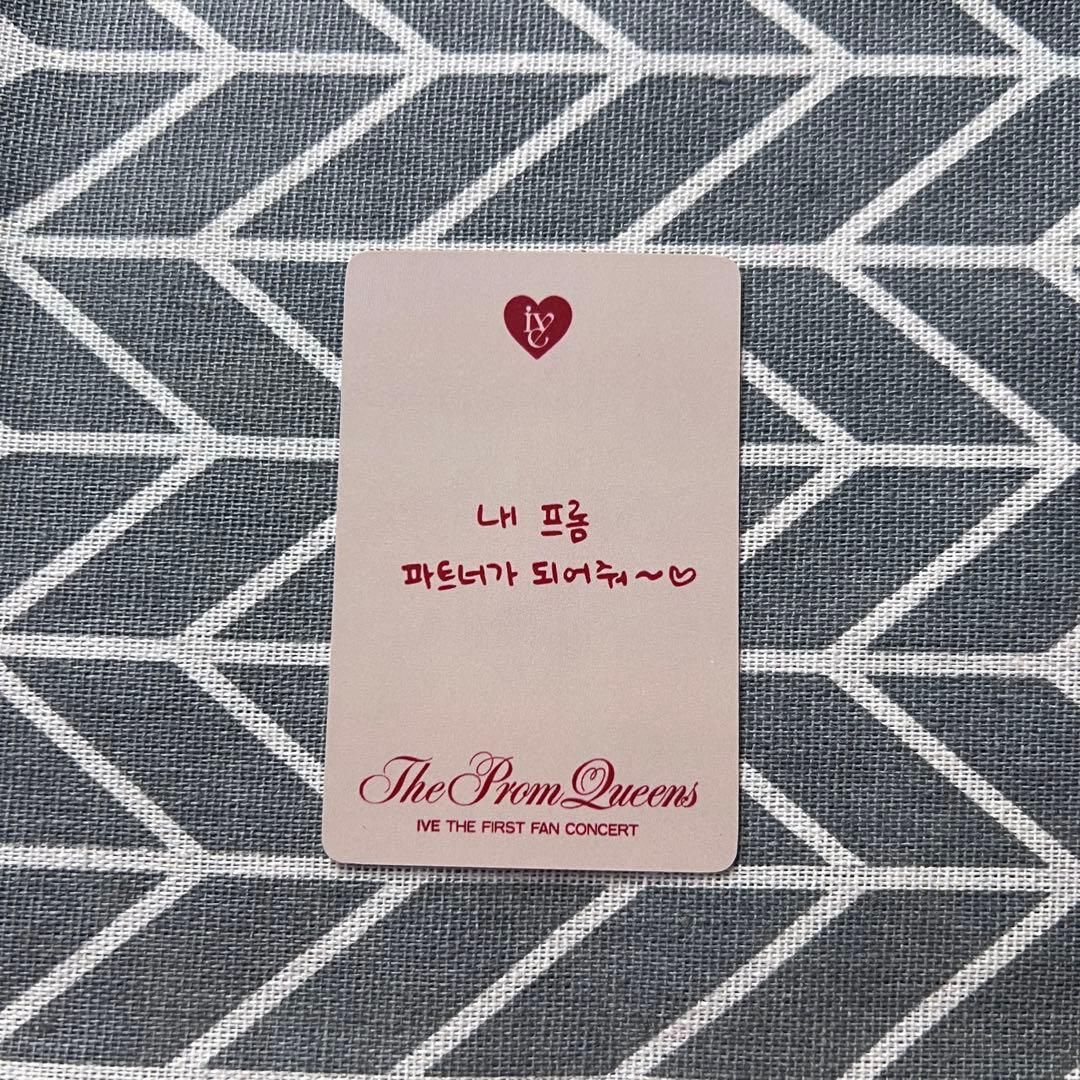 ive
내 프롬
파트너가 되어줘~♡
The Prom Queens
IVE THE FIRST FAN CONCERT